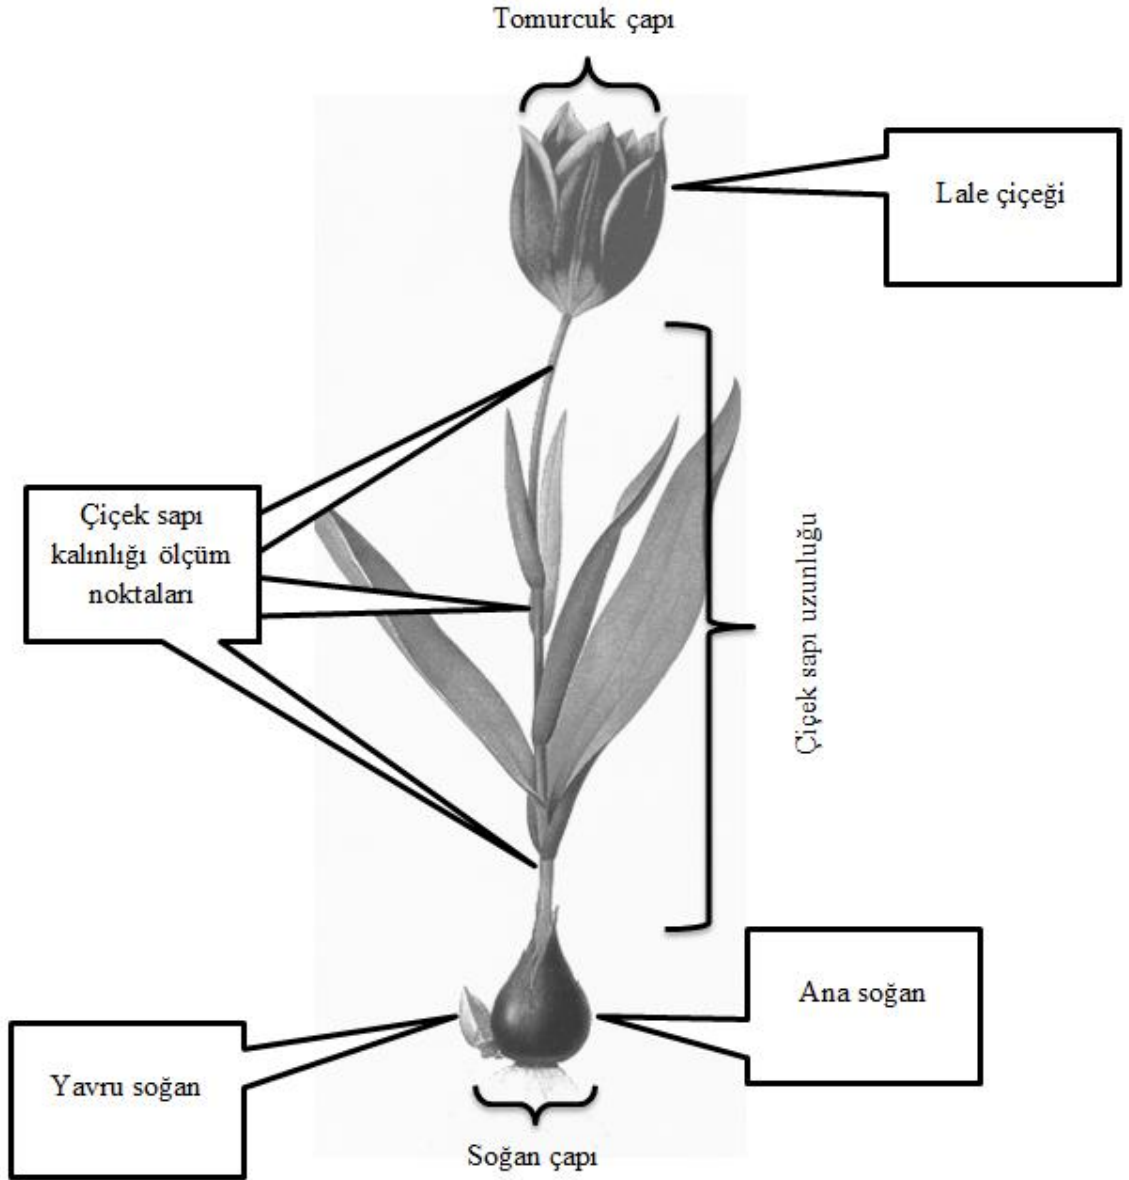 Tomurcuk çapı
Lale çiçeği
Çiçek sapı
kalınlığı ölçüm
noktaları
Çiçek sapı uzunluğu
Ana soğan
Yavru soğan
Soğan çapı